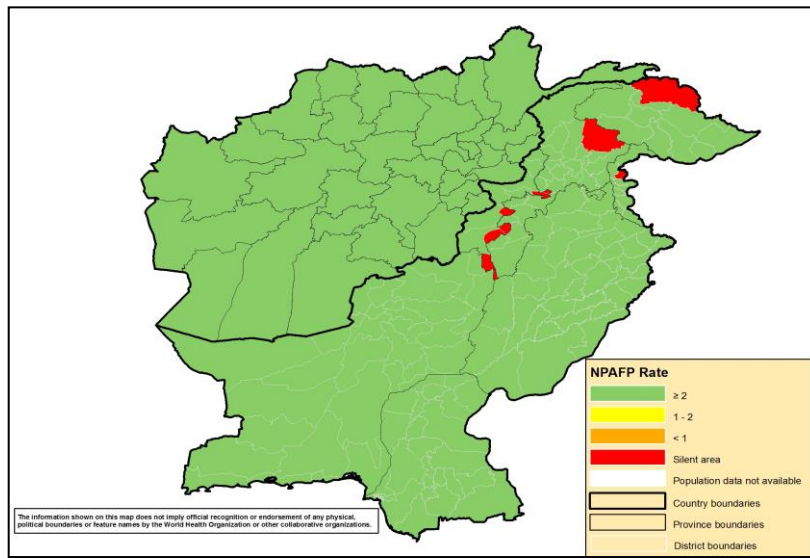 NPAFP Rate
≥ 2
1 - 2
< 1
Silent area
Population data not available
Country boundaries
Province boundaries
District boundaries
The information shown on this map does not imply official recognition or endorsement of any physical,
political boundaries or feature names by the World Health Organization or other collaborative organizations.